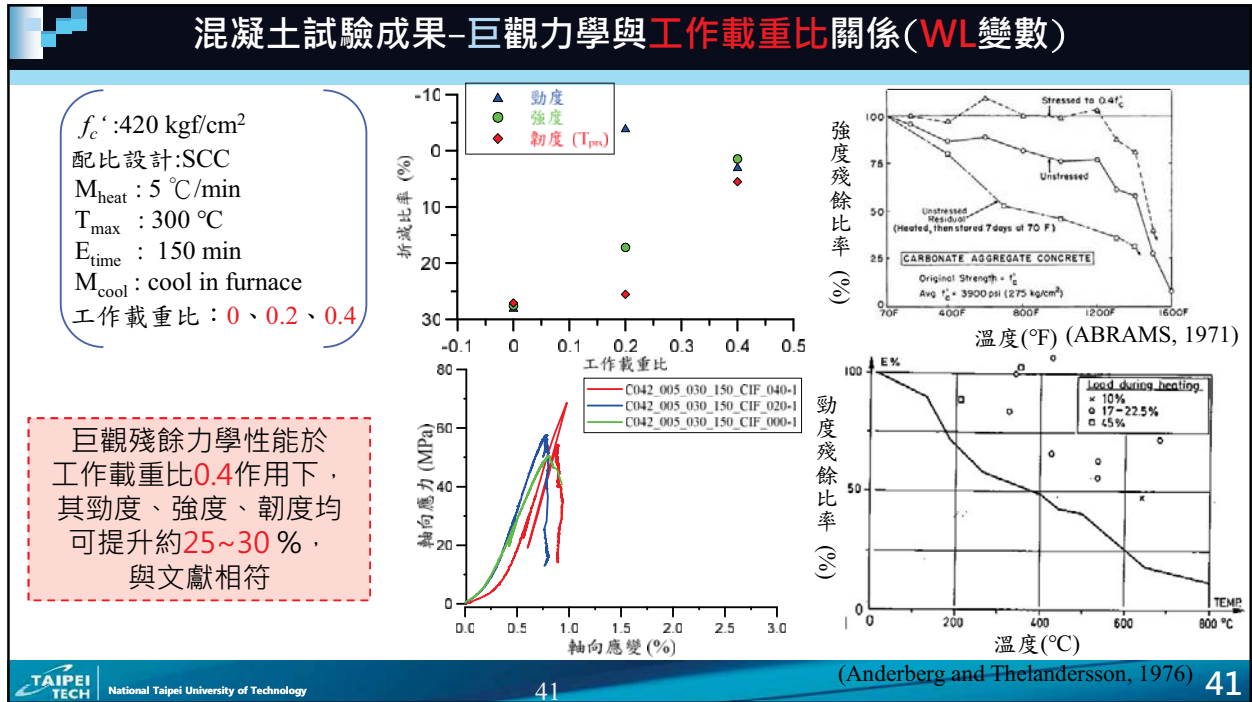 混凝土試驗成果-巨觀力學與工作載重比關係(WL變數)
fc‘ :420 kgf/cm2
配比設計:SCC
Mheat : 5 ℃/min
Tmax : 300 °C
Etime : 150 min
Mcool : cool in furnace
工作載重比：0、0.2、0.4
巨觀殘餘力學性能於
工作載重比0.4作用下，
其勁度、強度、韌度均
可提升約25~30 %，
與文獻相符
勁度
強度
韌度 (Tprs)
折減比率 (%)
-10
0
10
20
30
-0.1 0 0.1 0.2 0.3 0.4 0.5
工作載重比
C042_005_030_150_CIF_040-1
C042_005_030_150_CIF_020-1
C042_005_030_150_CIF_000-1
軸向應力 (MPa)
80
60
40
20
0
0.0 0.5 1.0 1.5 2.0 2.5 3.0
軸向應變 (%)
強度殘餘比率 (%)
100
75
50
25
0
Stressed to 0.4f'c
Unstressed
Unstressed
Residual
(Heated, then stored 7 days at 70 F)
CARBONATE AGGREGATE CONCRETE
Original Strength = f'c
Avg f'c = 3900 psi (275 kg/cm2)
70F 400F 800F 1200F 1600F
溫度(°F) (ABRAMS, 1971)
勁度殘餘比率 (%)
E %
100
50
0
Load during heating
× 10%
o 17-22.5%
□ 45%
TEMP.
0 200 400 600 800 °C
溫度(°C)
(Anderberg and Thelandersson, 1976)
TAIPEI
TECH
National Taipei University of Technology
41
41